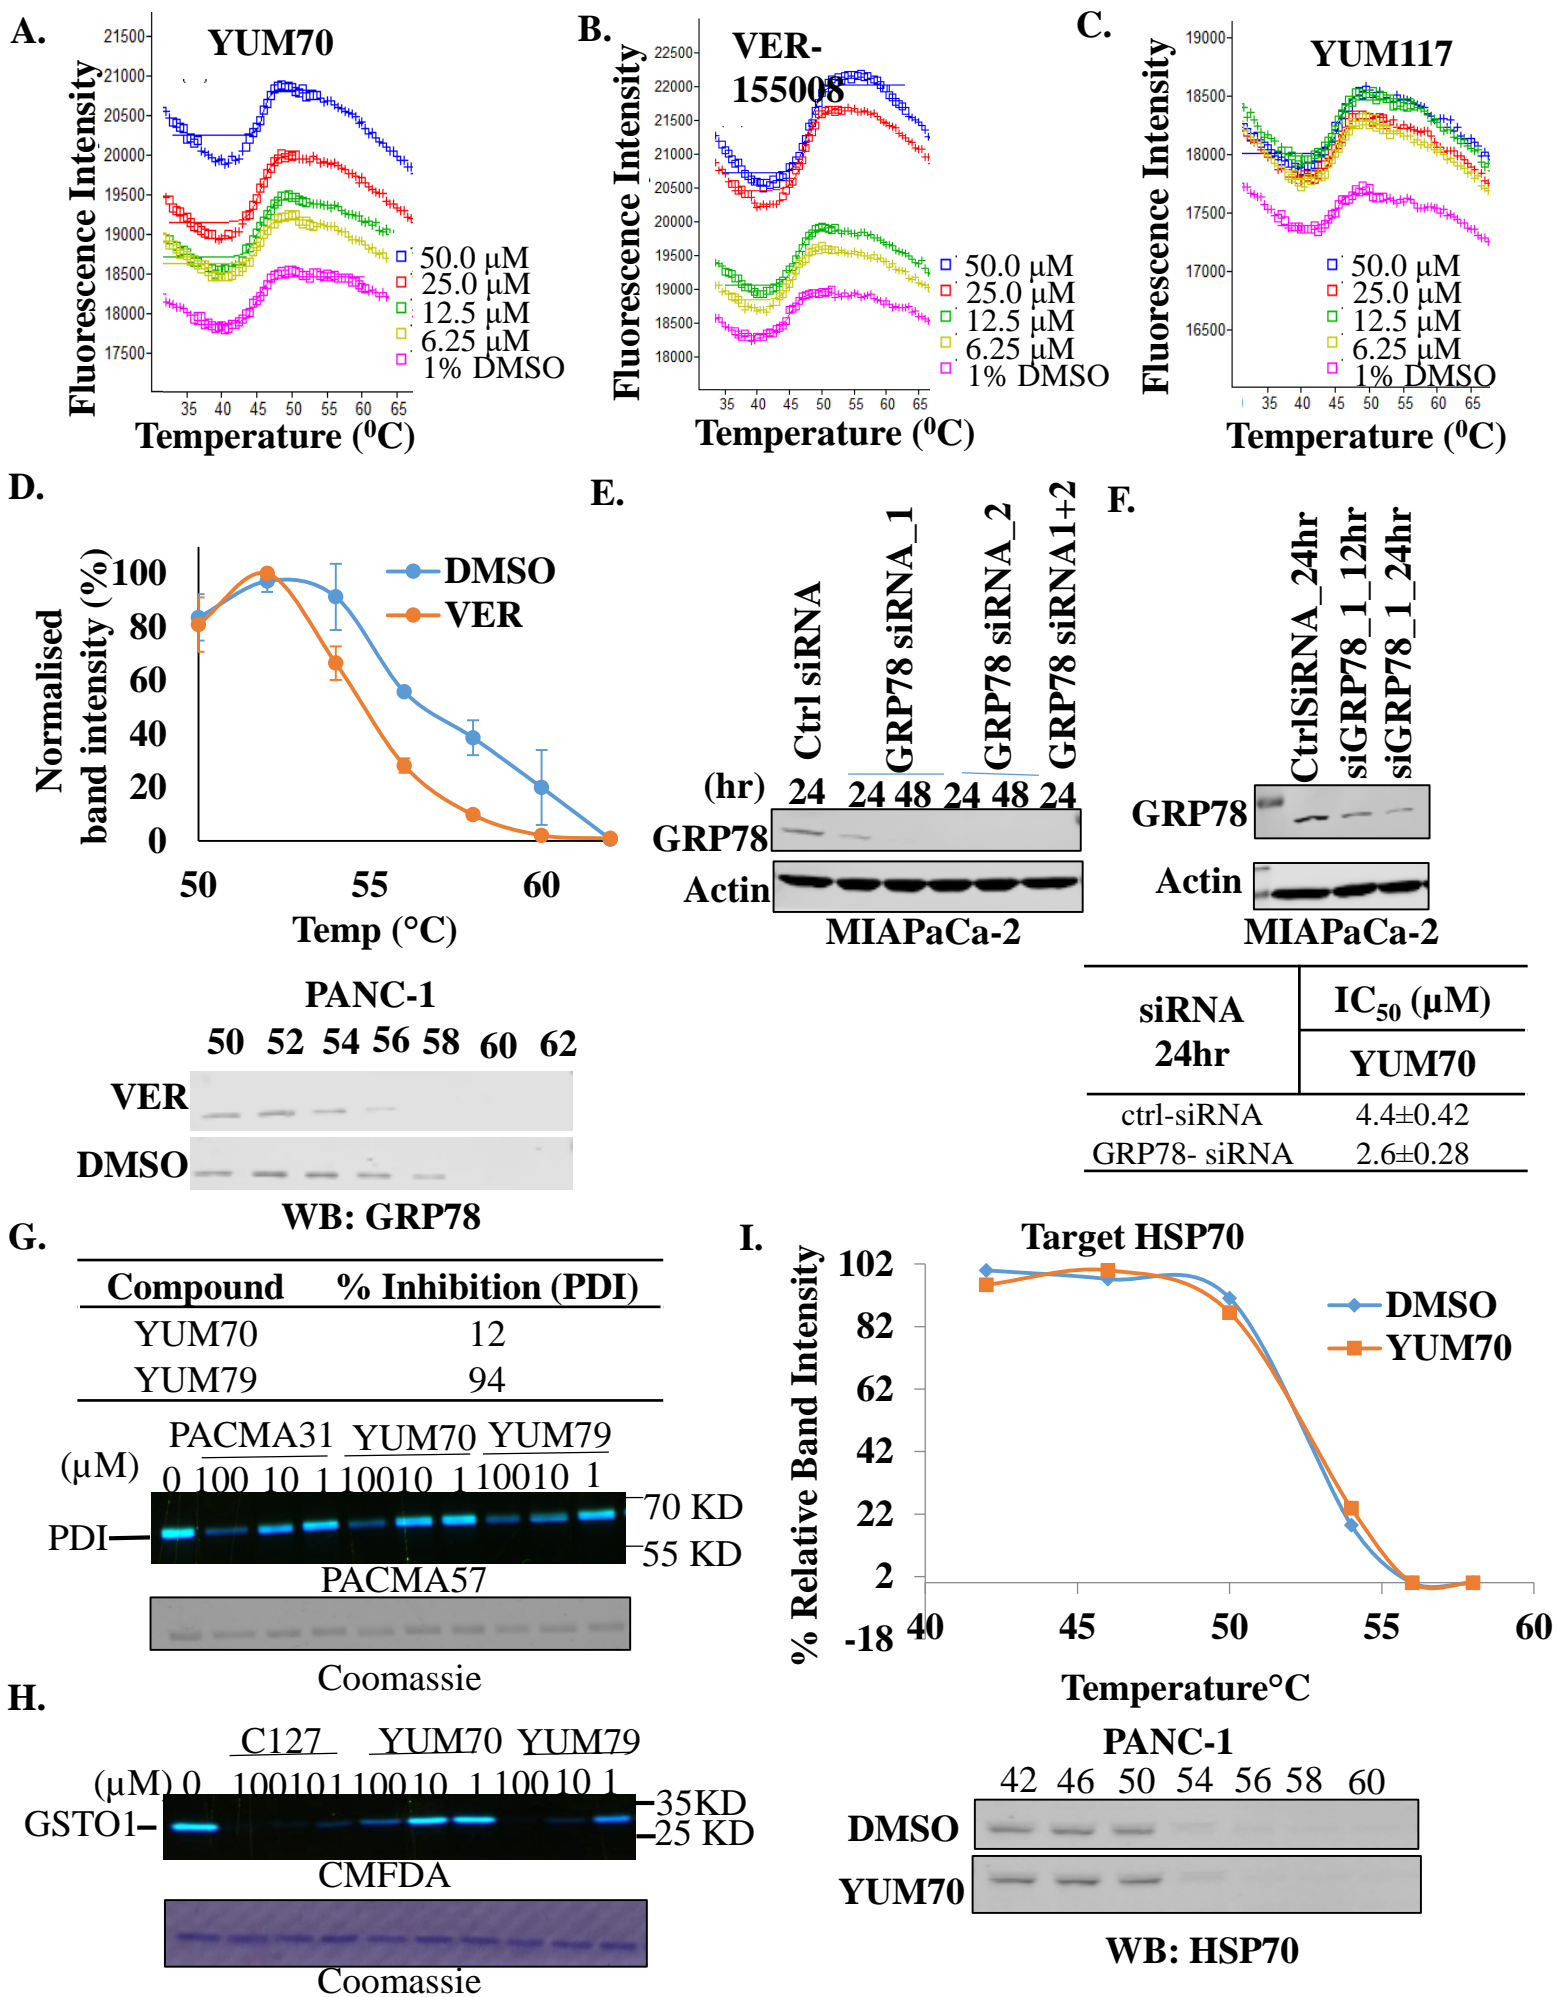 A.
YUM70
Fluorescence Intensity
21500
21000
20500
20000
19500
19000
18500
18000
17500
35 40 45 50 55 60 65
Temperature (⁰C)
50.0 µM
25.0 µM
12.5 µM
6.25 µM
1% DMSO
B.
VER-
155008
Fluorescence Intensity
22500
22000
21500
21000
20500
20000
19500
19000
18500
18000
35 40 45 50 55 60 65
Temperature (⁰C)
50.0 µM
25.0 µM
12.5 µM
6.25 µM
1% DMSO
C.
YUM117
Fluorescence Intensity
19000
18500
18000
17500
17000
16500
35 40 45 50 55 60 65
Temperature (⁰C)
50.0 µM
25.0 µM
12.5 µM
6.25 µM
1% DMSO
D.
Normalised
band intensity (%)
100
80
60
40
20
0
50 55 60
Temp (°C)
DMSO
VER
PANC-1
50 52 54 56 58 60 62
VER
DMSO
WB: GRP78
E.
Ctrl siRNA
GRP78 siRNA_1
GRP78 siRNA_2
GRP78 siRNA1+2
(hr) 24 24 48 24 48 24
GRP78
Actin
MIAPaCa-2
F.
CtrlSiRNA_24hr
siGRP78_1_12hr
siGRP78_1_24hr
GRP78
Actin
MIAPaCa-2
siRNA
24hr
IC₅₀ (µM)
YUM70
ctrl-siRNA 4.4±0.42
GRP78- siRNA 2.6±0.28
G.
Compound % Inhibition (PDI)
YUM70 12
YUM79 94
PACMA31 YUM70 YUM79
(µM) 0 100 10 1 100 10 1 100 10 1
PDI
70 KD
55 KD
PACMA57
Coomassie
H.
C127 YUM70 YUM79
(µM) 0 100 10 1 100 10 1 100 10 1
GSTO1
35KD
25 KD
CMFDA
Coomassie
I.
Target HSP70
% Relative Band Intensity
102
82
62
42
22
2
-18
40 45 50 55 60
Temperature°C
DMSO
YUM70
PANC-1
42 46 50 54 56 58 60
DMSO
YUM70
WB: HSP70